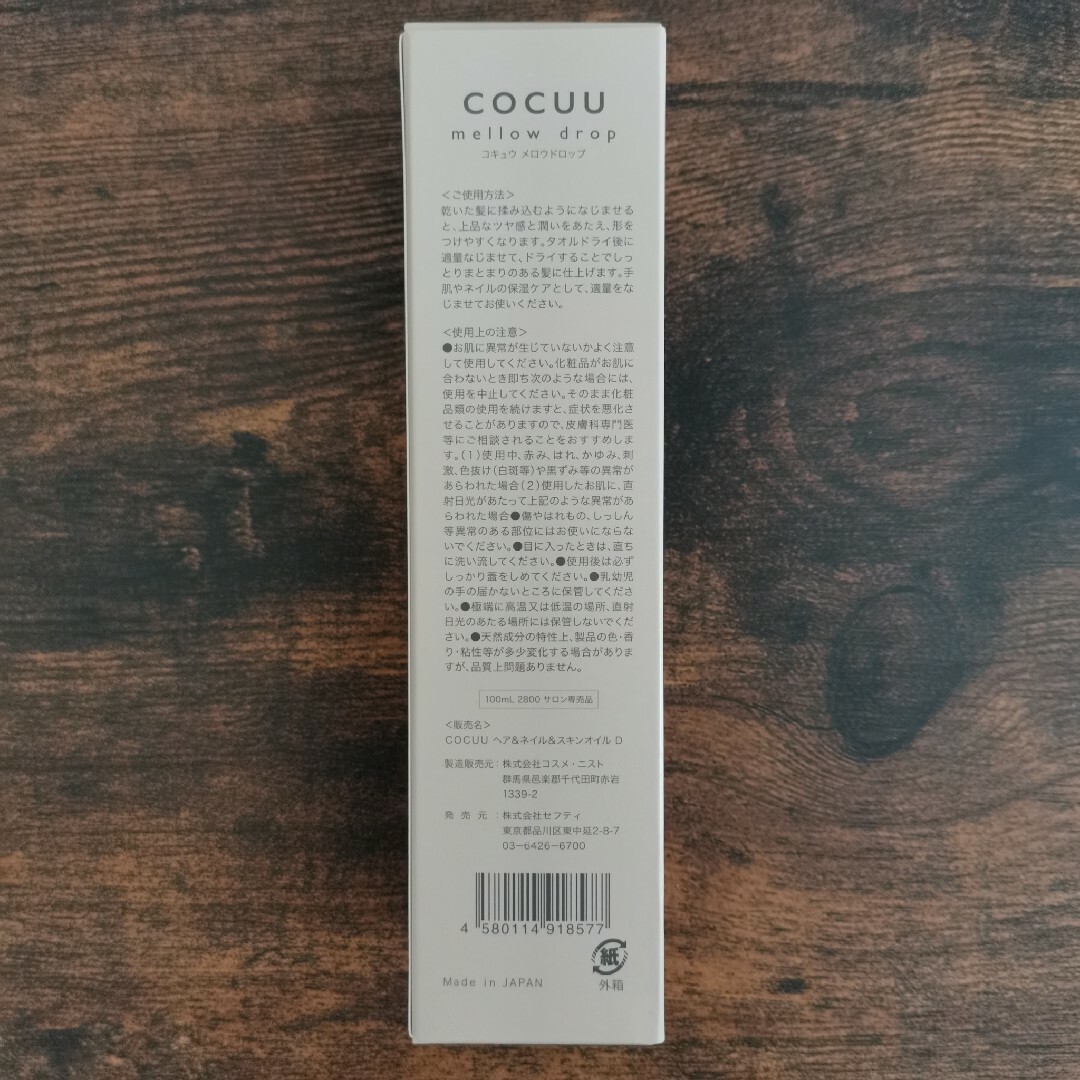 COCUU
mellow drop
コキュウ メロウドロップ
＜ご使用方法＞
乾いた髪に揉み込むようになじませる
と、上品なツヤ感と潤いをあたえ、形を
つけやすくなります。タオルドライ後に
適量なじませて、ドライすることでしっ
とりまとまりのある髪に仕上げます。手
肌やネイルの保湿ケアとして、適量をな
じませてお使いください。
＜使用上の注意＞
●お肌に異常が生じていないかよく注意
して使用してください。化粧品がお肌に
合わないとき即ち次のような場合には、
使用を中止してください。そのまま化粧
品類の使用を続けますと、症状を悪化さ
せることがありますので、皮膚科専門医
等にご相談されることをおすすめしま
す。(1)使用中、赤み、はれ、かゆみ、刺
激、色抜け(白斑等)や黒ずみ等の異常が
あらわれた場合(2)使用したお肌に、直
射日光があたって上記のような異常があ
らわれた場合●傷やはれもの、しっしん
等異常のある部位にはお使いにならな
いでください。●目に入ったときは、直ち
に洗い流してください。●使用後は必ず
しっかり蓋をしめてください。●乳幼児
の手の届かないところに保管してくださ
い。●極端に高温又は低温の場所、直射
日光のあたる場所には保管しないでくだ
さい。●天然成分の特性上、製品の色・香
り・粘性等が多少変化する場合がありま
すが、品質上問題ありません。
100mL 2800 サロン専売品
＜販売名＞
COCUU ヘア&ネイル&スキンオイル D
製造販売元：株式会社コスメ・ニスト
群馬県邑楽郡千代田町赤岩
1339-2
発売元：株式会社セフティ
東京都品川区東中延2-8-7
03-6426-6700
4 580114 918577
紙
外箱
Made in JAPAN